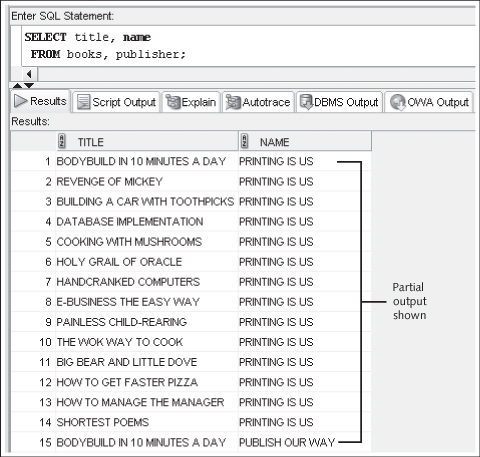 Enter SQL Statement:
SELECT title, name
FROM books, publisher;
Results Script Output Explain Autotrace DBMS Output OWA Output
Results:
TITLE NAME
1 BODYBUILD IN 10 MINUTES A DAY PRINTING IS US
2 REVENGE OF MICKEY PRINTING IS US
3 BUILDING A CAR WITH TOOTHPICKS PRINTING IS US
4 DATABASE IMPLEMENTATION PRINTING IS US
5 COOKING WITH MUSHROOMS PRINTING IS US
6 HOLY GRAIL OF ORACLE PRINTING IS US
7 HANDCRANKED COMPUTERS PRINTING IS US
8 E-BUSINESS THE EASY WAY PRINTING IS US
9 PAINLESS CHILD-REARING PRINTING IS US
10 THE WOK WAY TO COOK PRINTING IS US
11 BIG BEAR AND LITTLE DOVE PRINTING IS US
12 HOW TO GET FASTER PIZZA PRINTING IS US
13 HOW TO MANAGE THE MANAGER PRINTING IS US
14 SHORTEST POEMS PRINTING IS US
15 BODYBUILD IN 10 MINUTES A DAY PUBLISH OUR WAY
Partial
output
shown